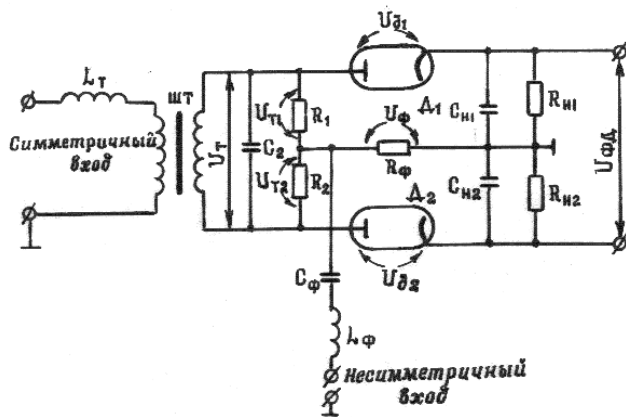 Uд1
Lт
шт
Uт1
R1
Д1
Uф
Cн1
Rн1
Симметричный
вход
Uт
C2
Rф
Uфд
Uт2
R2
Cн2
Rн2
Д2
Uд2
Cф
Lф
Несимметричный
вход